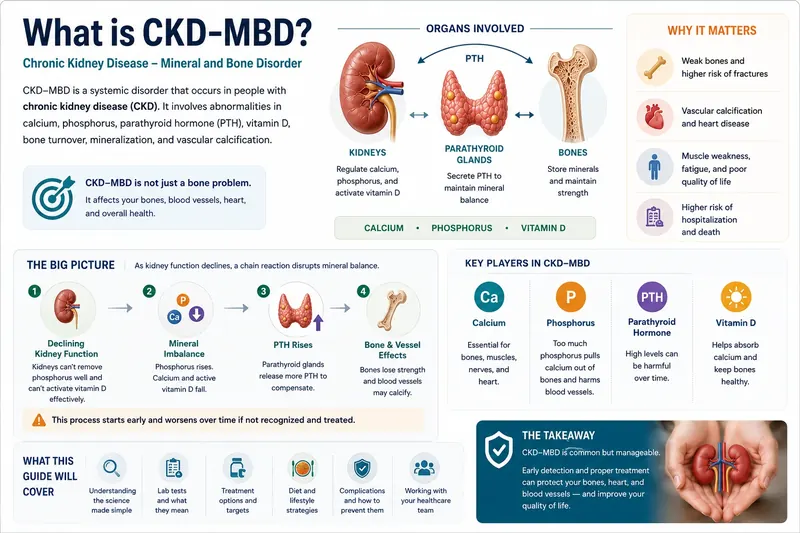 What is CKD–MBD?
Chronic Kidney Disease – Mineral and Bone Disorder
CKD–MBD is a systemic disorder that occurs in people with
chronic kidney disease (CKD). It involves abnormalities in
calcium, phosphorus, parathyroid hormone (PTH), vitamin D,
bone turnover, mineralization, and vascular calcification.
CKD–MBD is not just a bone problem.
It affects your bones, blood vessels, heart,
and overall health.
ORGANS INVOLVED
PTH
KIDNEYS
Regulate calcium,
phosphorus, and
activate vitamin D
PARATHYROID
GLANDS
Secrete PTH to
maintain mineral
balance
BONES
Store minerals
and maintain
strength
CALCIUM • PHOSPHORUS • VITAMIN D
WHY IT MATTERS
Weak bones and
higher risk of fractures
Vascular calcification
and heart disease
Muscle weakness,
fatigue, and poor
quality of life
Higher risk of
hospitalization
and death
THE BIG PICTURE
As kidney function declines, a chain reaction disrupts mineral balance.
1
Declining
Kidney Function
Kidneys can't remove
phosphorus well and
can't activate vitamin D
effectively.
2
P
Ca
Mineral
Imbalance
Phosphorus rises.
Calcium and active
vitamin D fall.
3
PTH Rises
Parathyroid glands
release more PTH to
compensate.
4
Bone & Vessel
Effects
Bones lose strength
and blood vessels
may calcify.
This process starts early and worsens over time if not recognized and treated.
KEY PLAYERS IN CKD–MBD
Ca
Calcium
Essential for
bones, muscles,
nerves, and
heart.
P
Phosphorus
Too much
phosphorus pulls
calcium out of
bones and harms
blood vessels.
PTH
Parathyroid
Hormone
High levels can
be harmful
over time.
Vitamin D
Helps absorb
calcium and
keep bones
healthy.
WHAT THIS
GUIDE WILL
COVER
Understanding
the science
made simple
Lab tests
and what
they mean
Treatment
options and
targets
Diet and
lifestyle
strategies
Complications
and how to
prevent them
Working with
your healthcare
team
THE TAKEAWAY
CKD–MBD is common but manageable.
Early detection and proper treatment
can protect your bones, heart, and
blood vessels — and improve your
quality of life.